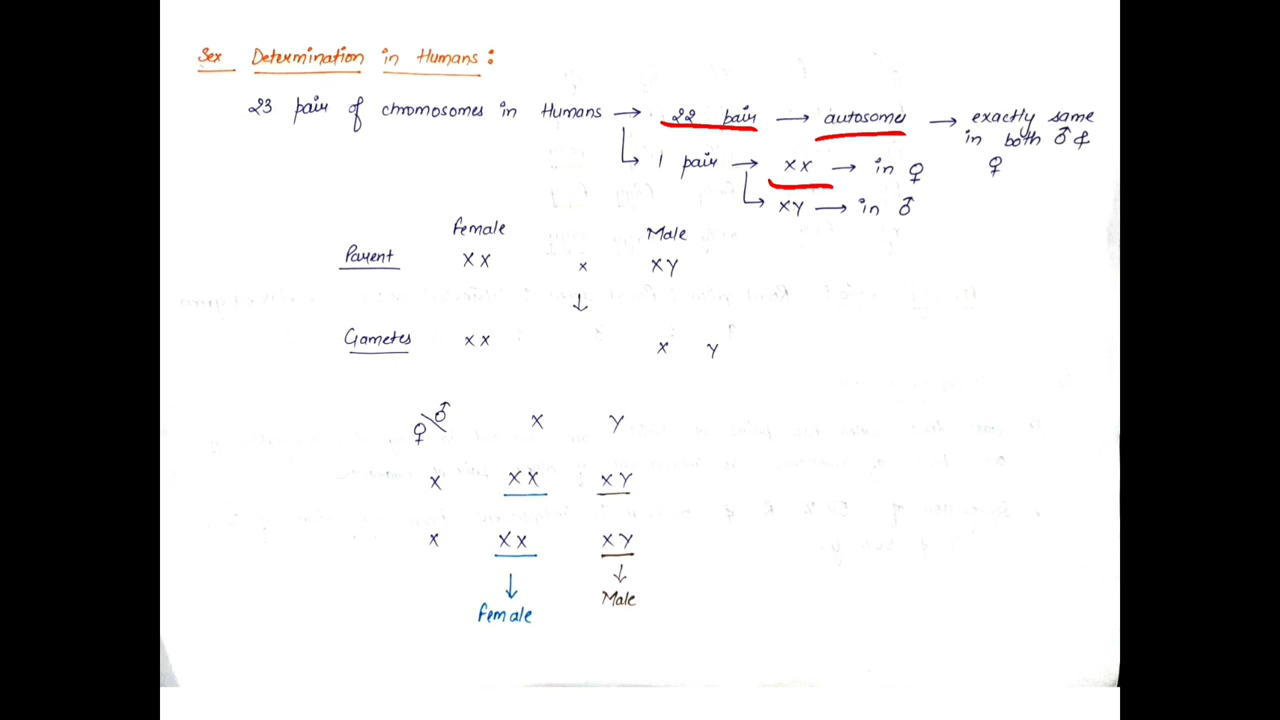 Sex Determination in Humans :
23 pair of chromosomes in Humans → 22 pair → autosomes → exactly same
in both ♂ &
♀
1 pair → XX → in ♀
XY → in ♂
Female Male
Parent XX × XY
↓
Gametes XX X Y
♀\♂ X Y
X XX XY
X XX XY
↓ ↓
Female Male